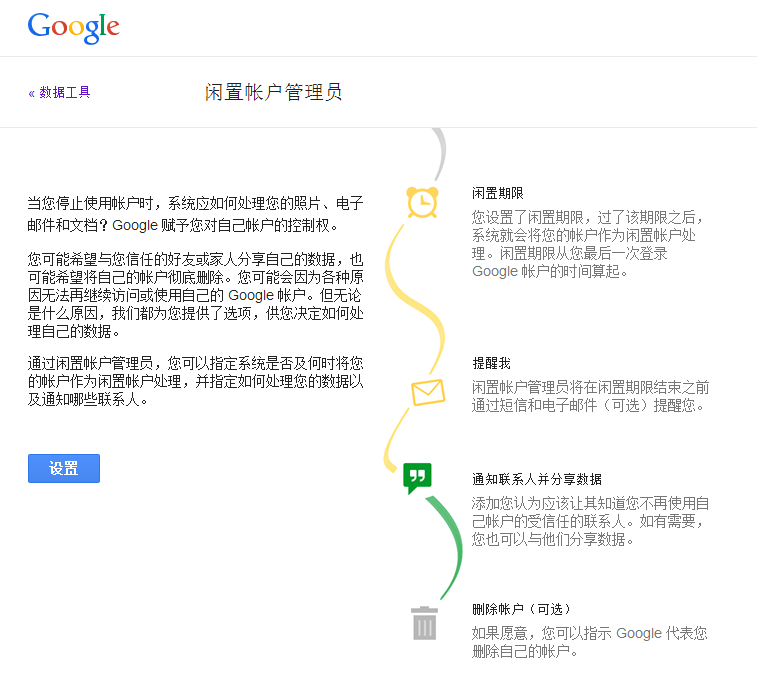 Google
« 数据工具
闲置帐户管理员
当您停止使用帐户时，系统应如何处理您的照片、电子
邮件和文档？Google 赋予您对自己帐户的控制权。
您可能希望与您信任的好友或家人分享自己的数据，也
可能希望将自己的帐户彻底删除。您可能会因为各种原
因无法再继续访问或使用自己的 Google 帐户。但无论
是什么原因，我们都为您提供了选项，供您决定如何处
理自己的数据。
通过闲置帐户管理员，您可以指定系统是否及何时将您
的帐户作为闲置帐户处理，并指定如何处理您的数据以
及通知哪些联系人。
设置
闲置期限
您设置了闲置期限，过了该期限之后，
系统就会将您的帐户作为闲置帐户处
理。闲置期限从您最后一次登录
Google 帐户的时间算起。
提醒我
闲置帐户管理员将在闲置期限结束之前
通过短信和电子邮件（可选）提醒您。
通知联系人并分享数据
添加您认为应该让其知道您不再使用自
己帐户的受信任的联系人。如有需要，
您也可以与他们分享数据。
删除帐户（可选）
如果愿意，您可以指示 Google 代表您
删除自己的帐户。